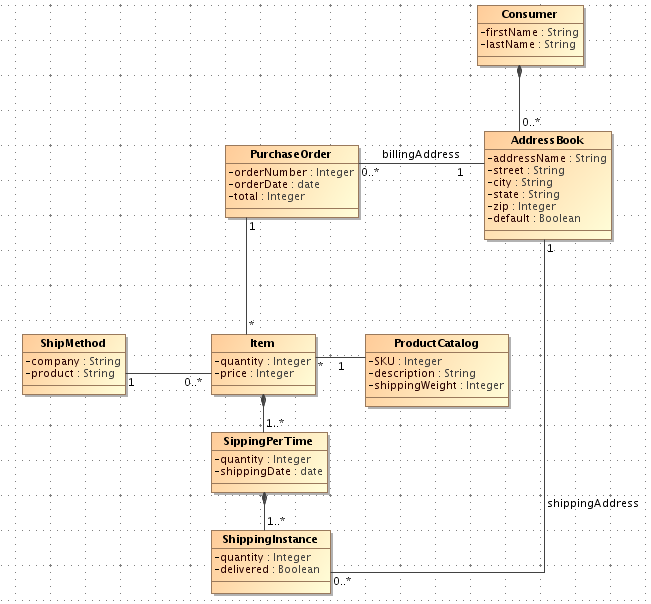 Consumer
-firstName : String
-lastName : String
0..*
AddressBook
-addressName : String
-street : String
-city : String
-state : String
-zip : Integer
-default : Boolean
billingAddress
0..*
1
PurchaseOrder
-orderNumber : Integer
-orderDate : date
-total : Integer
1
1
*
ShipMethod
-company : String
-product : String
1
0..*
Item
-quantity : Integer
-price : Integer
*
1
ProductCatalog
-SKU : Integer
-description : String
-shippingWeight : Integer
1..*
SippingPerTime
-quantity : Integer
-shippingDate : date
1..*
shippingAddress
ShippingInstance
-quantity : Integer
-delivered : Boolean
0..*